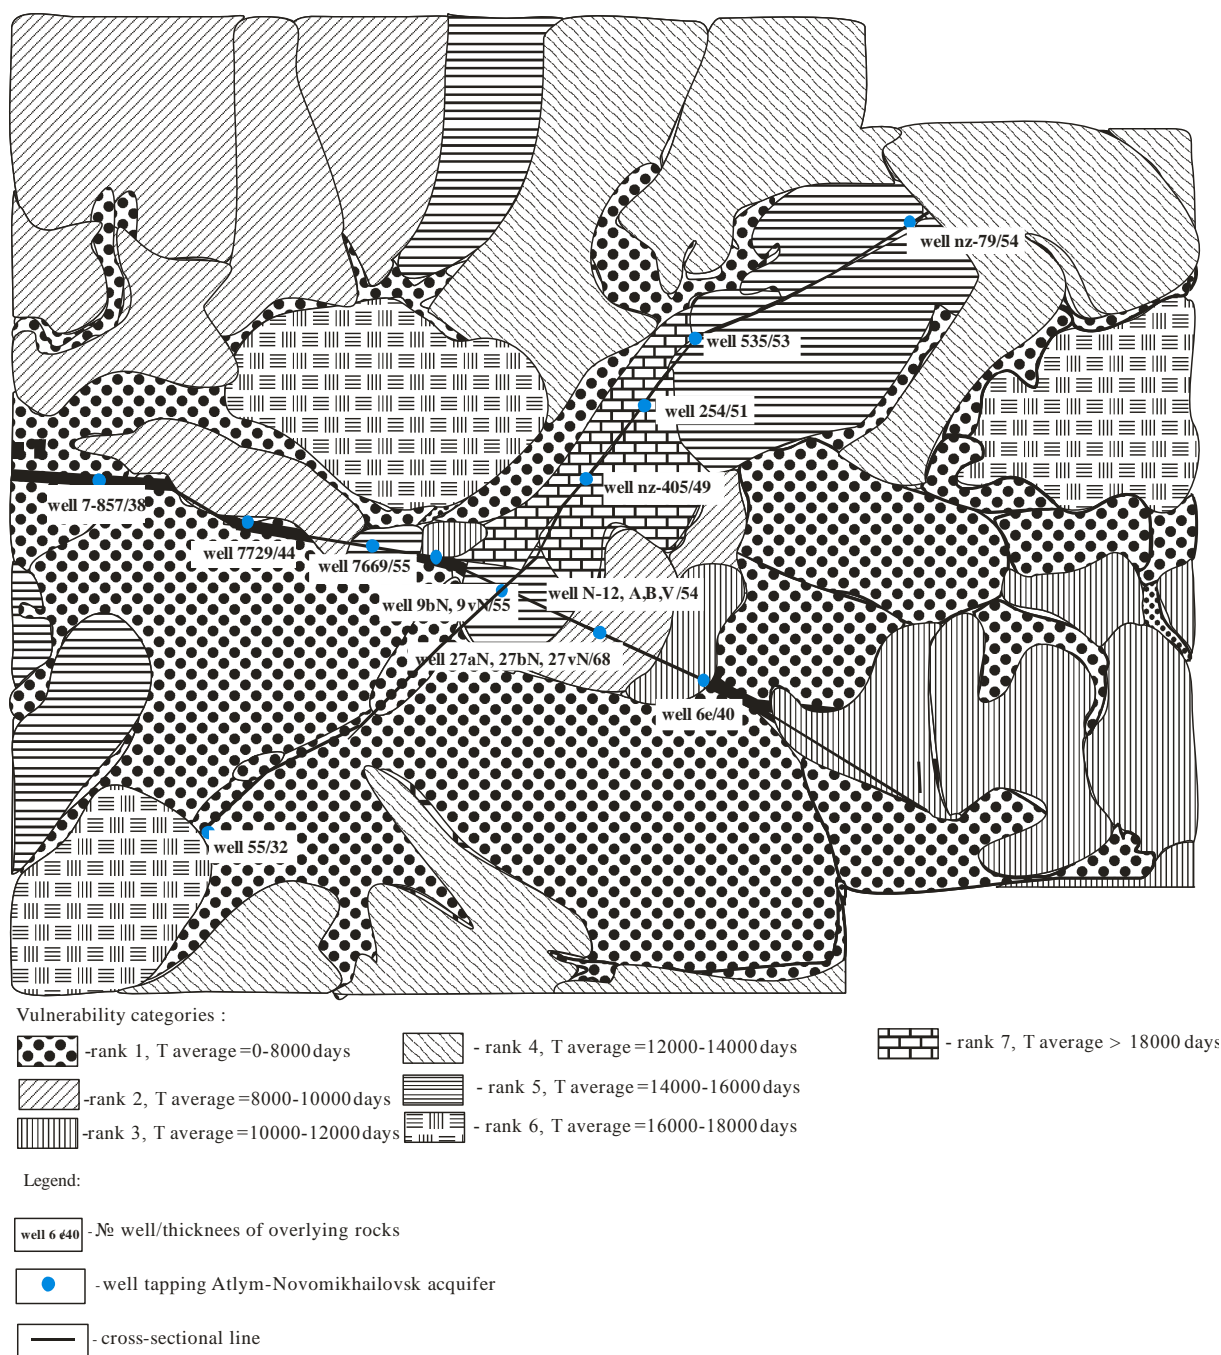 well nz-79/54
well 535/53
well 254/51
well nz-405/49
well 7-857/38
well 7729/44
well 7669/55
well N-12, A,B,V/54
well 9bN, 9vN/55
well 27aN, 27bN, 27vN/68
well 6e/40
well 55/32
Vulnerability categories :
-rank 1, T average=0-8000 days
- rank 4, T average=12000-14000 days
- rank 7, T average > 18000 days
-rank 2, T average=8000-10000 days
- rank 5, T average=14000-16000 days
-rank 3, T average=10000-12000 days
- rank 6, T average=16000-18000 days
Legend:
well 6 e/40 - № well/thicknees of overlying rocks
- well tapping Atlym-Novomikhailovsk acquifer
- cross-sectional line